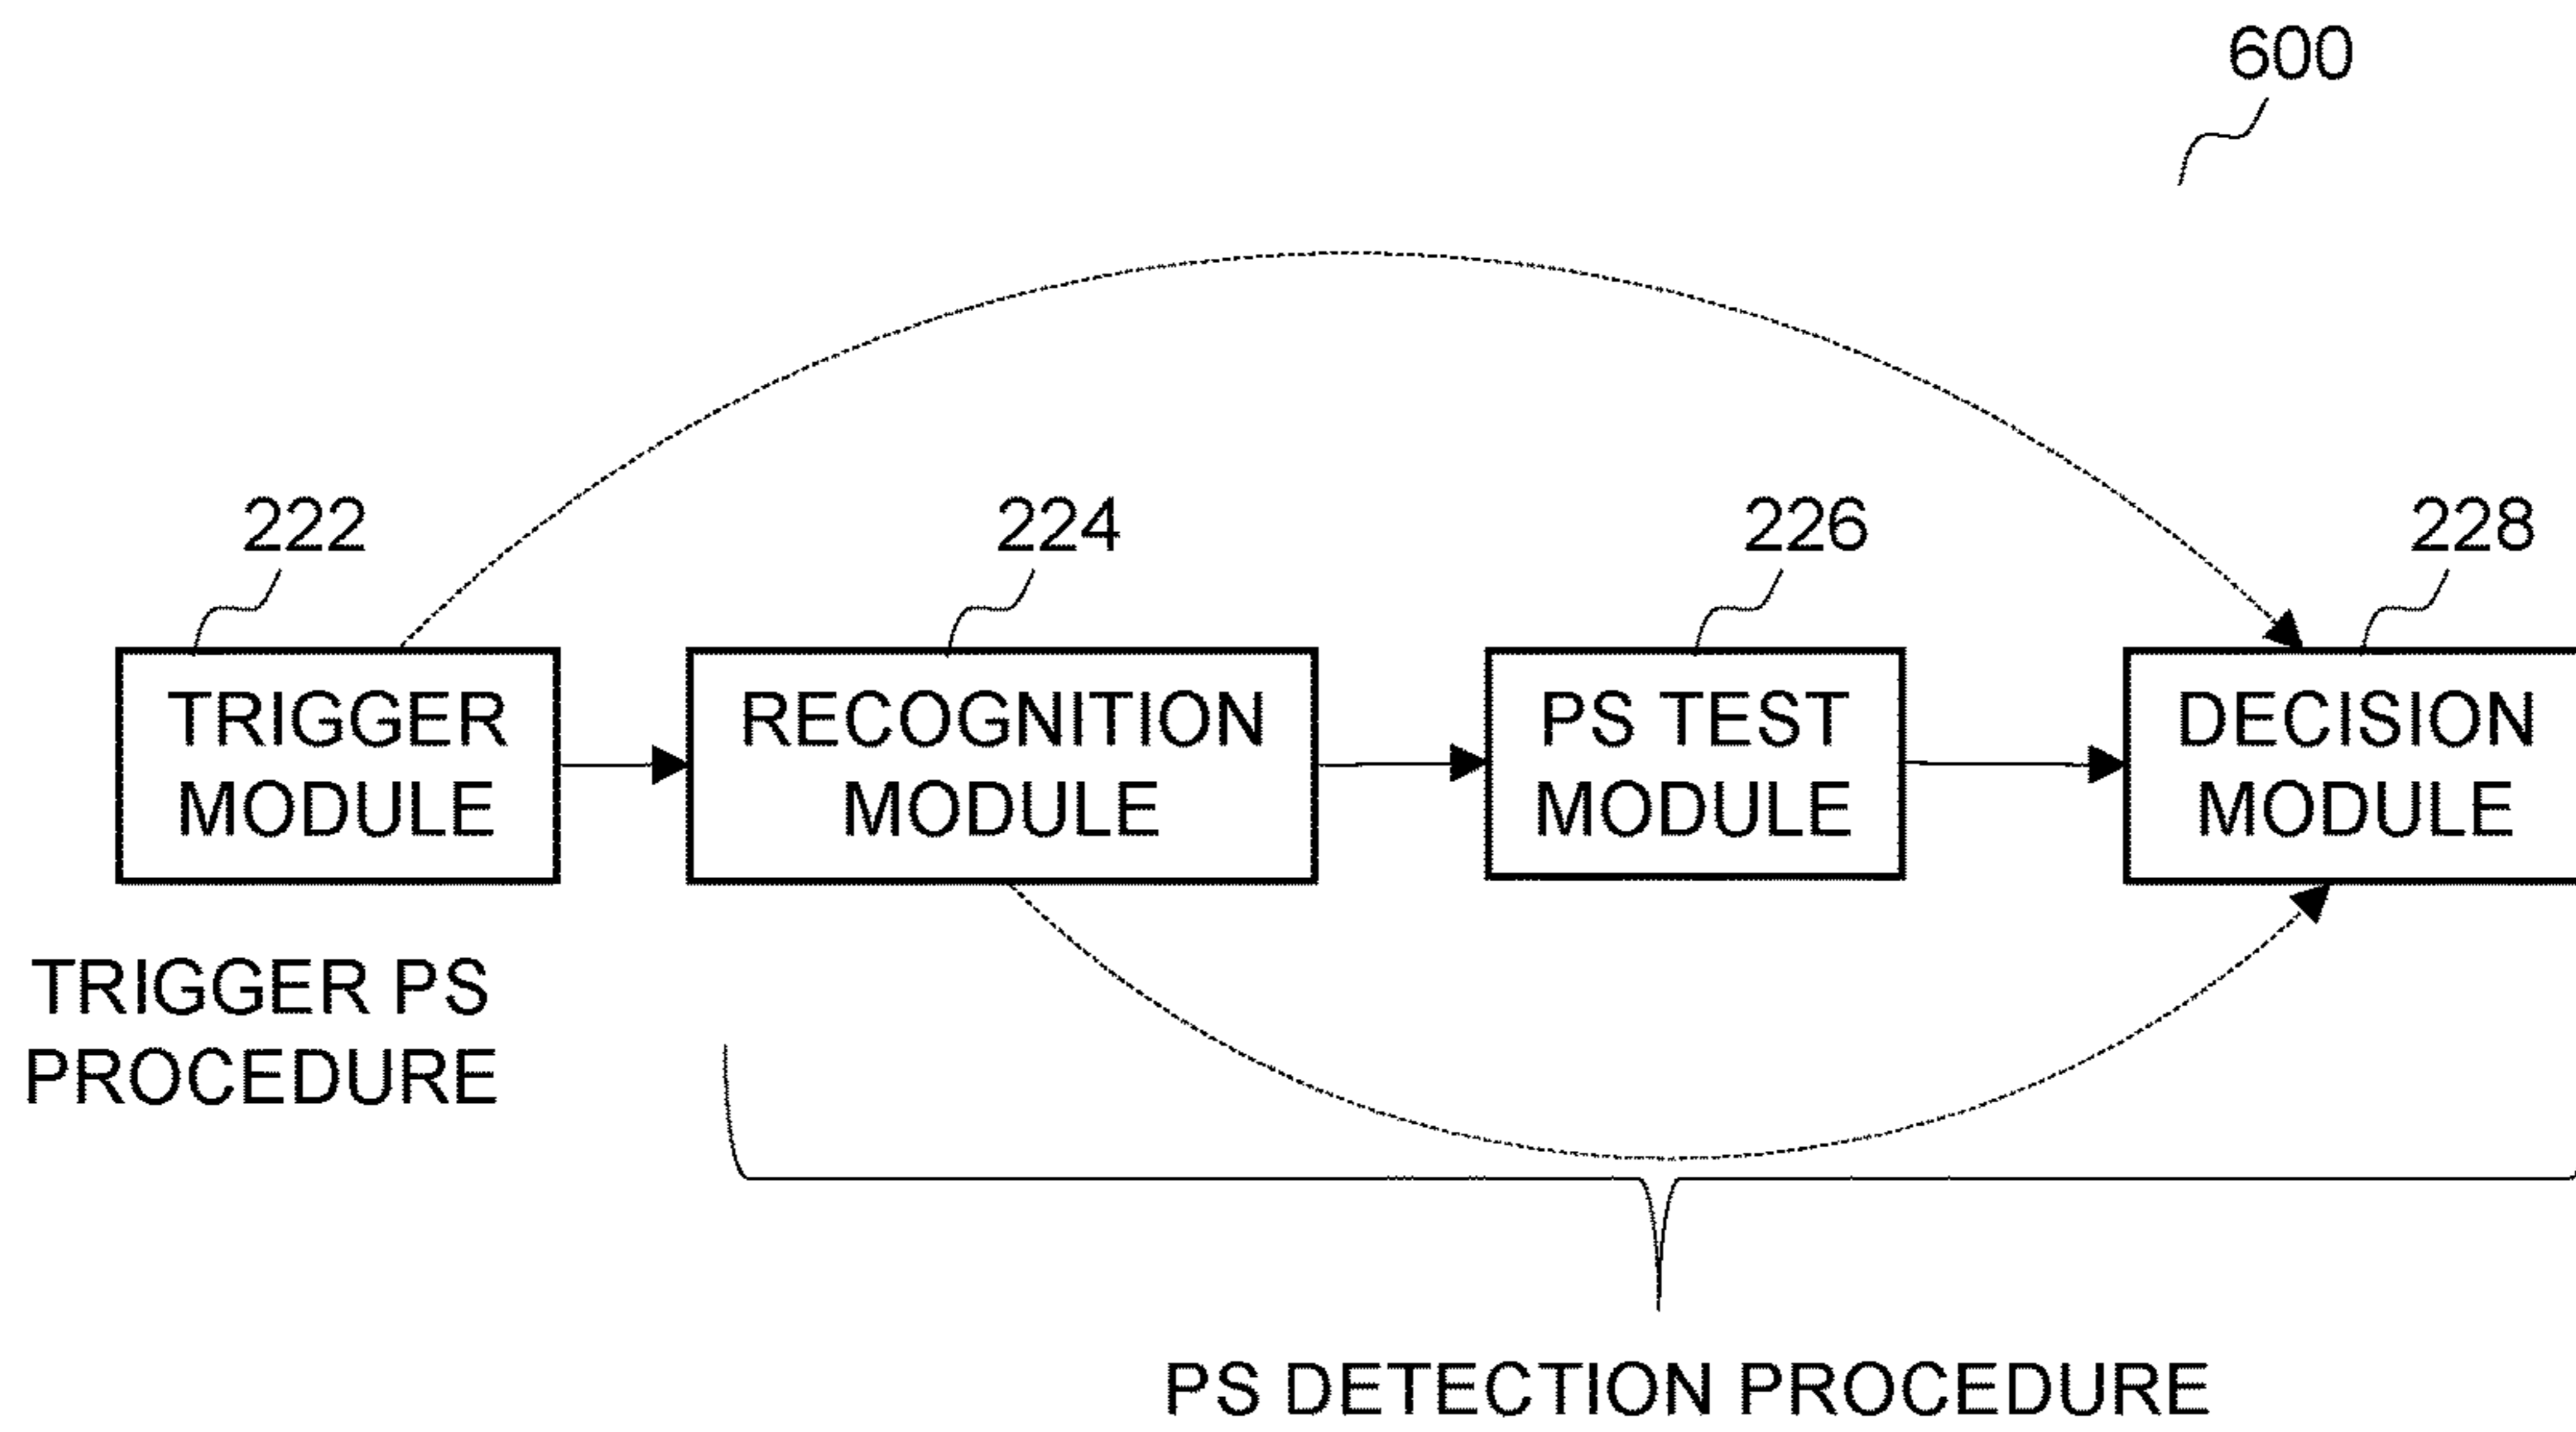 600
222
224
226
228
TRIGGER
MODULE
RECOGNITION
MODULE
PS TEST
MODULE
DECISION
MODULE
TRIGGER PS
PROCEDURE
PS DETECTION PROCEDURE